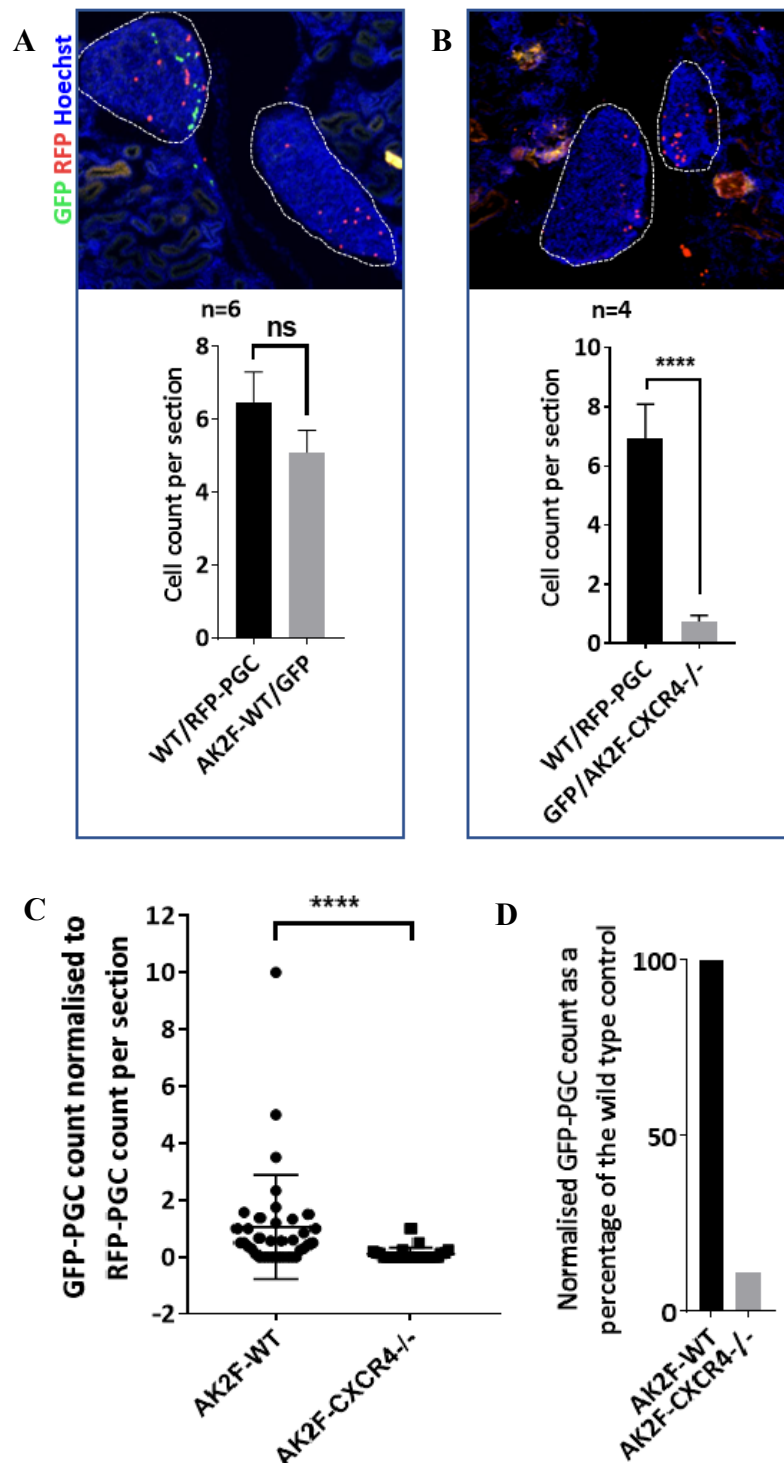 A
GFP RFP Hoechst
n=6
ns
Cell count per section
8
6
4
2
0
WT/RFP-PGC
AK2F-WT/GFP
B
n=4
****
Cell count per section
10
8
6
4
2
0
WT/RFP-PGC
GFP/AK2F-CXCR4-/-
C
****
GFP-PGC count normalised to
RFP-PGC count per section
12
10
8
6
4
2
0
-2
AK2F-WT
AK2F-CXCR4-/-
D
Normalised GFP-PGC count as a
percentage of the wild type control
100
50
0
AK2F-WT
AK2F-CXCR4-/-